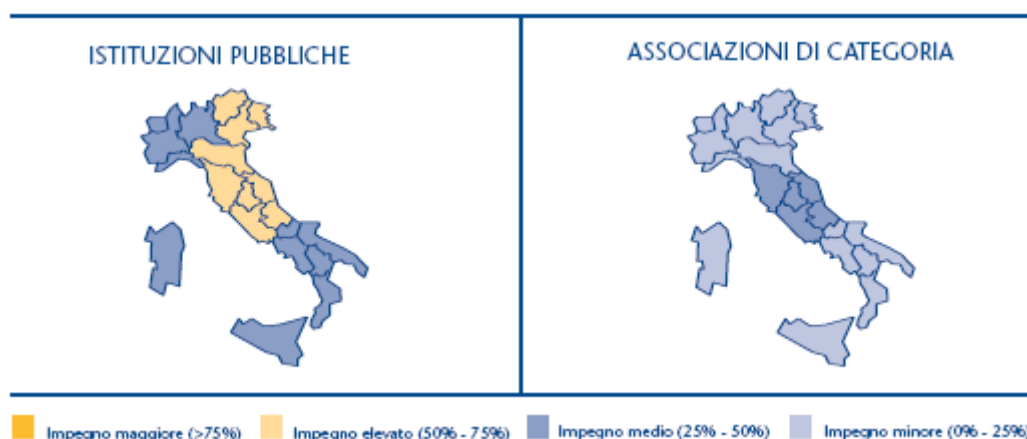 ISTITUZIONI PUBBLICHE
ASSOCIAZIONI DI CATEGORIA
Impegno maggiore (>75%)
Impegno elevato (50% - 75%)
Impegno medio (25% - 50%)
Impegno minore (0% - 25%)